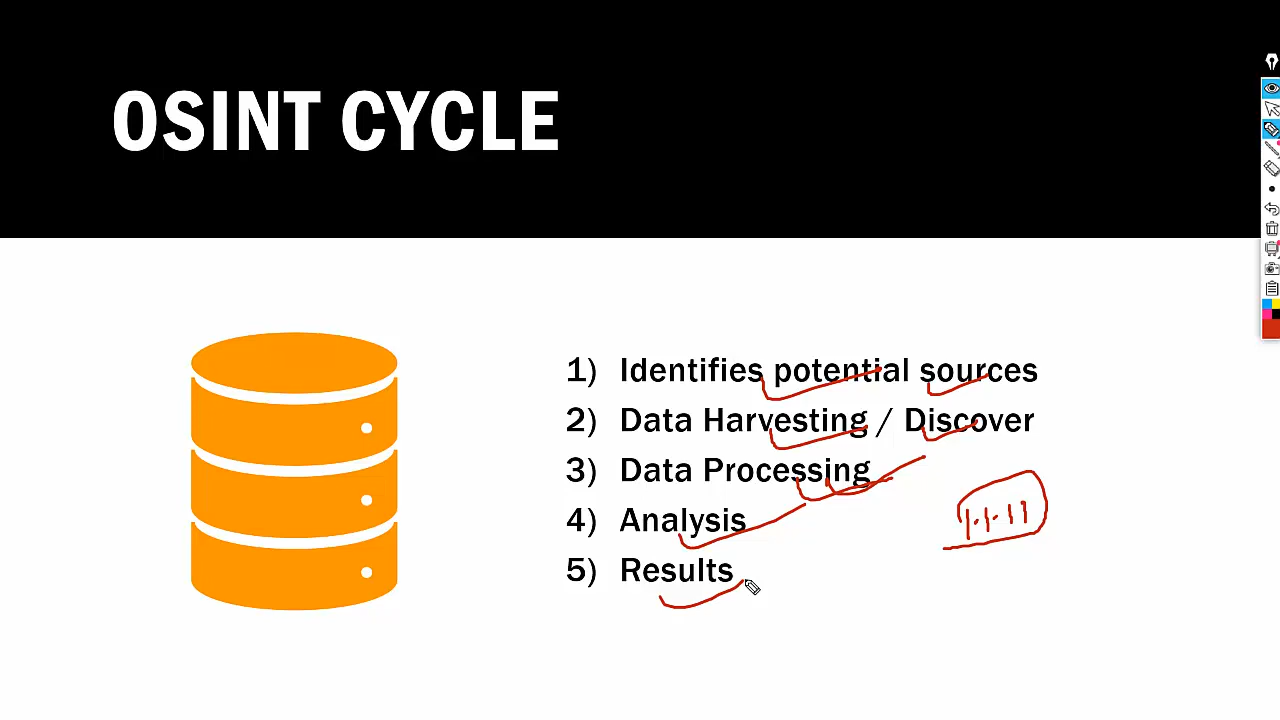 OSINT CYCLE
1) Identifies potential sources
2) Data Harvesting / Discover
3) Data Processing
4) Analysis
5) Results